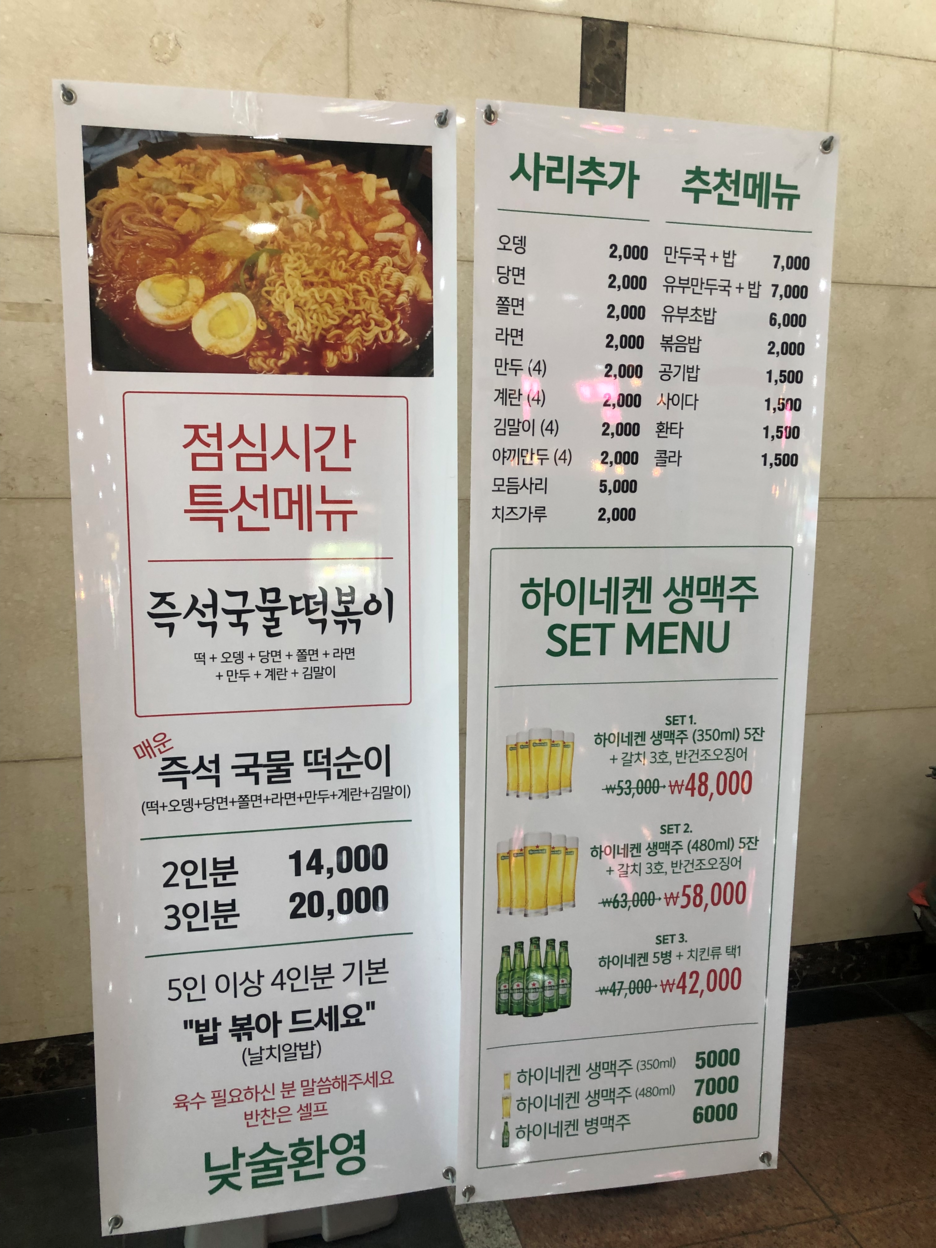 점심시간
특선메뉴
즉석국물떡볶이
떡 + 오뎅 + 당면 + 쫄면 + 라면
+ 만두 + 계란 + 김말이
매운
즉석 국물 떡순이
(떡+오뎅+당면+쫄면+라면+만두+계란+김말이)
2인분 14,000
3인분 20,000
5인 이상 4인분 기본
"밥 볶아 드세요"
(날치알밥)
육수 필요하신 분 말씀해주세요
반찬은 셀프
낮술환영
사리추가
오뎅 2,000
당면 2,000
쫄면 2,000
라면 2,000
만두 (4) 2,000
계란 (4) 2,000
김말이 (4) 2,000
야끼만두 (4) 2,000
모듬사리 5,000
치즈가루 2,000
추천메뉴
만두국 + 밥 7,000
유부만두국 + 밥 7,000
유부초밥 6,000
볶음밥 2,000
공기밥 1,500
사이다 1,500
환타 1,500
콜라 1,500
하이네켄 생맥주
SET MENU
SET 1.
하이네켄 생맥주 (350ml) 5잔
+ 갈치 3호, 반건조오징어
₩53,000 ₩48,000
SET 2.
하이네켄 생맥주 (480ml) 5잔
+ 갈치 3호, 반건조오징어
₩63,000 ₩58,000
SET 3.
하이네켄 5병 + 치킨류 택1
₩47,000 ₩42,000
하이네켄 생맥주 (350ml) 5000
하이네켄 생맥주 (480ml) 7000
하이네켄 병맥주 6000